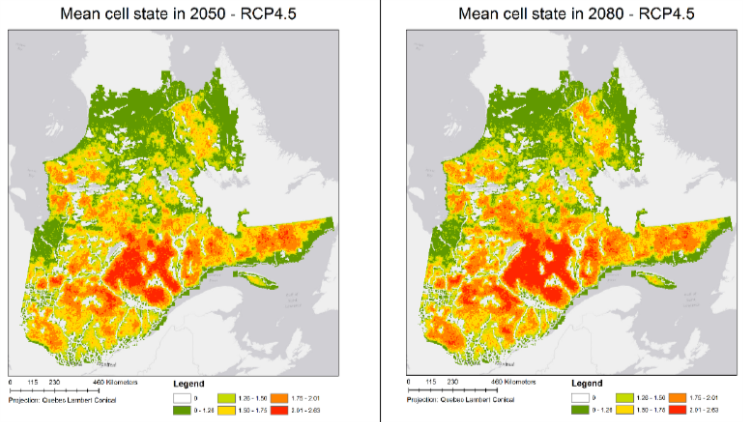 Mean cell state in 2050 - RCP4.5
0 115 230 460 Kilometers
Projection: Quebec Lambert Conical
Legend
0 1.26 - 1.50 1.75 - 2.01
0 - 1.26 1.50 - 1.75 2.01 - 2.63
Mean cell state in 2080 - RCP4.5
0 115 230 460 Kilometers
Projection: Quebec Lambert Conical
Legend
0 1.26 - 1.50 1.75 - 2.01
0 - 1.26 1.50 - 1.75 2.01 - 2.63